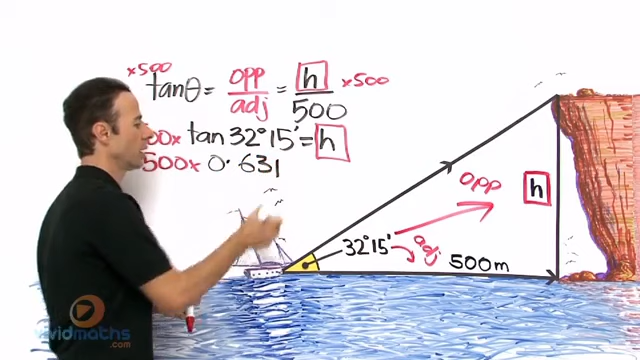 ×500 tanθ = opp/adj = h/500 ×500
00× tan 32°15' = h
500× 0.631
opp
h
32°15'
adj
500m
vividmaths
.com